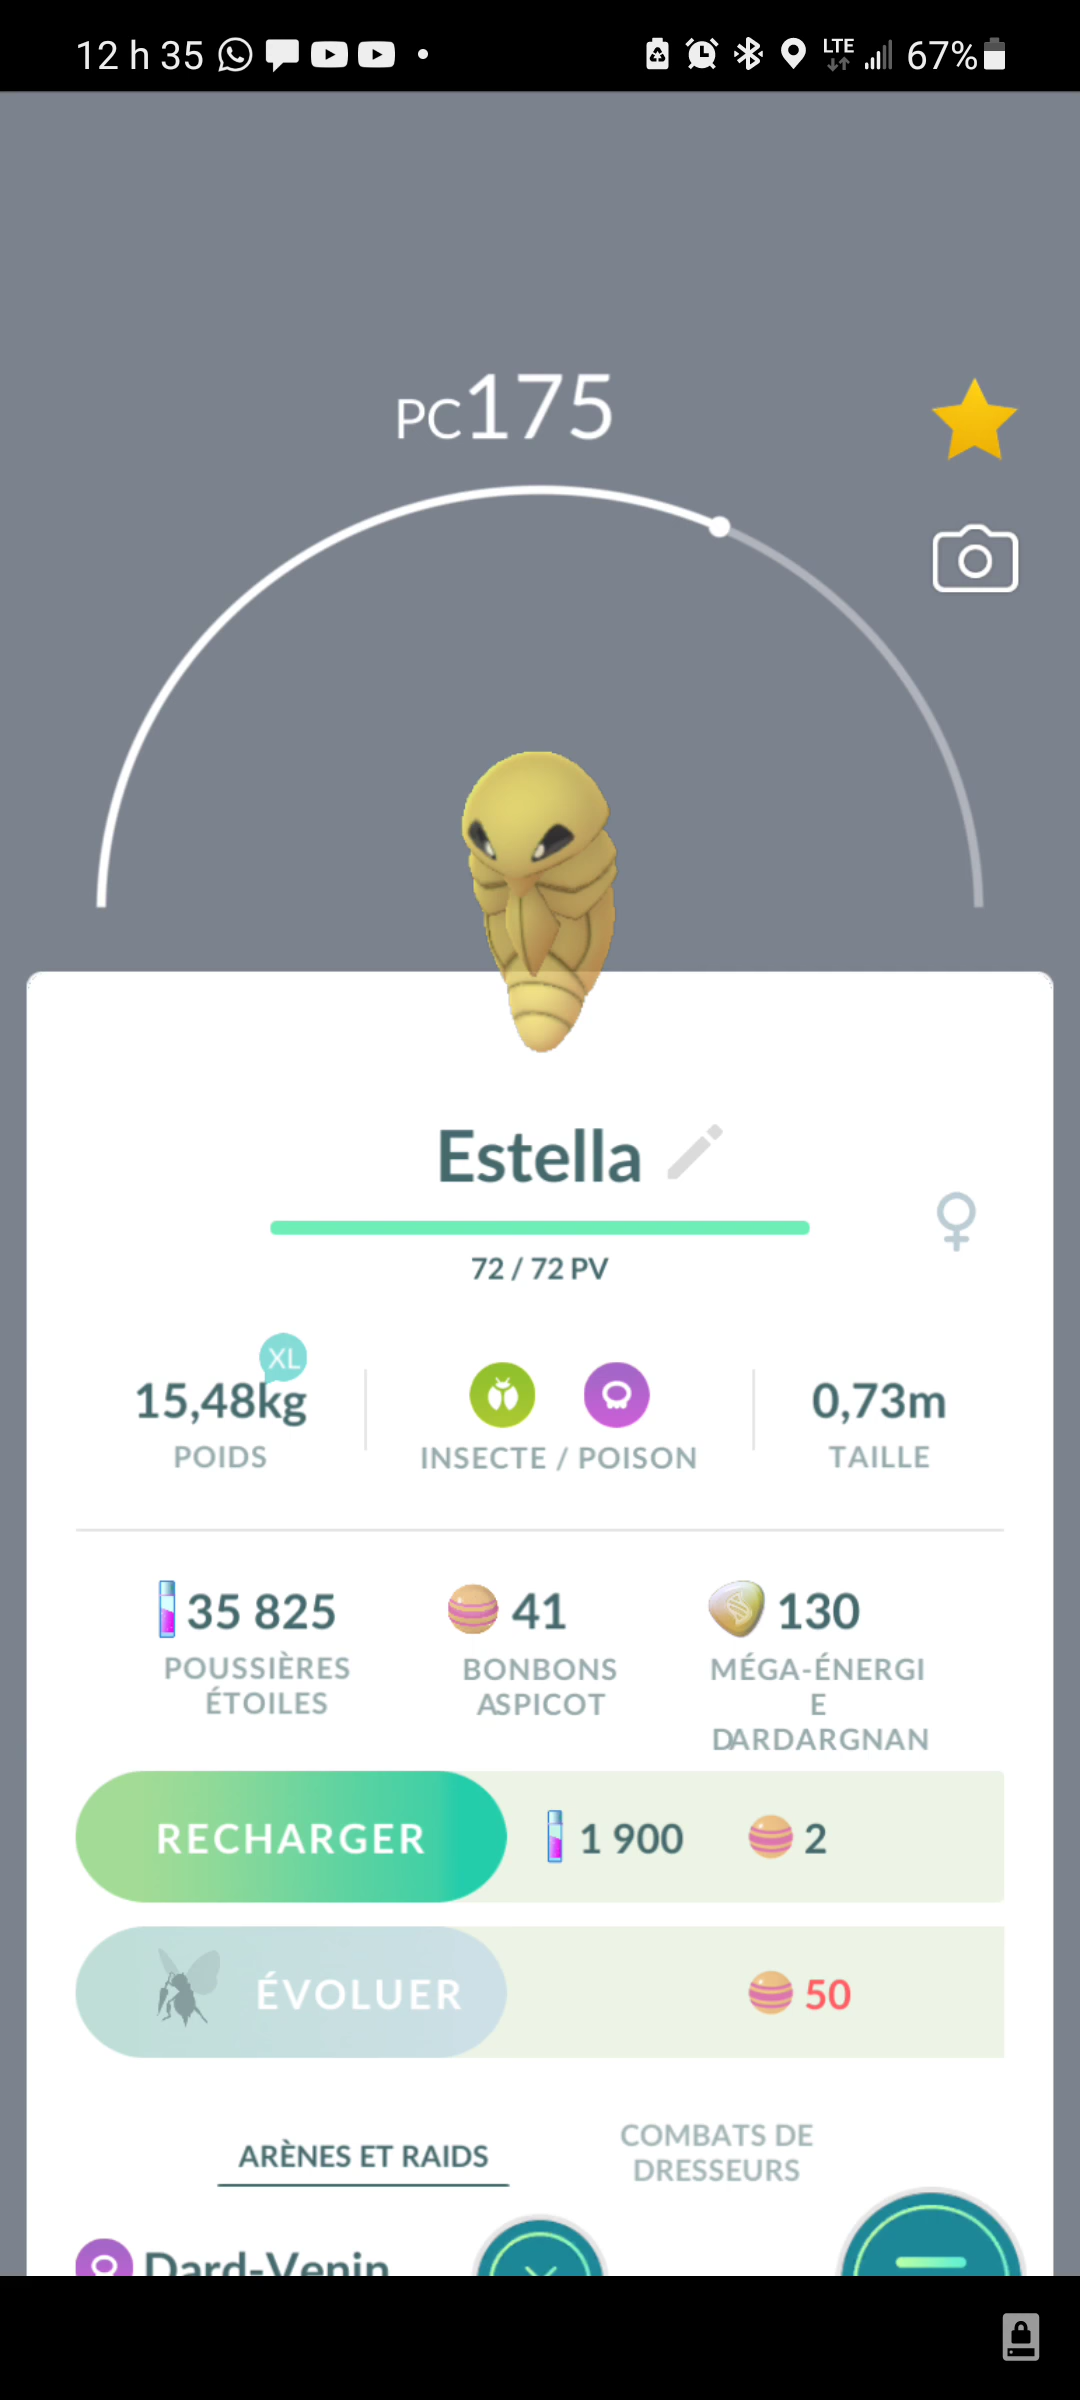 12 h 35
LTE
67%
PC175
Estella
72 / 72 PV
XL
15,48kg
POIDS
INSECTE / POISON
0,73m
TAILLE
35 825
POUSSIÈRES
ÉTOILES
41
BONBONS
ASPICOT
130
MÉGA-ÉNERGI
E
DARDARGNAN
RECHARGER
1 900
2
ÉVOLUER
50
ARÈNES ET RAIDS
COMBATS DE
DRESSEURS
Dard-Venin